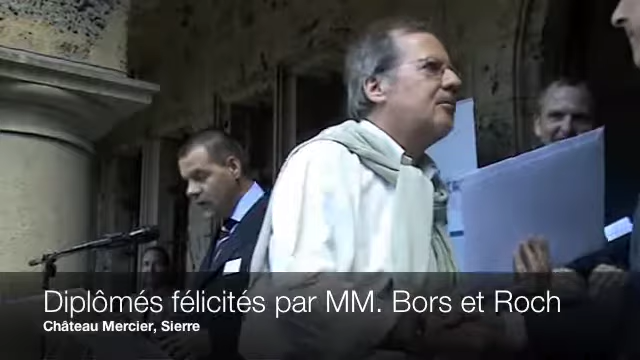 Diplômés félicités par MM. Bors et Roch
Château Mercier, Sierre